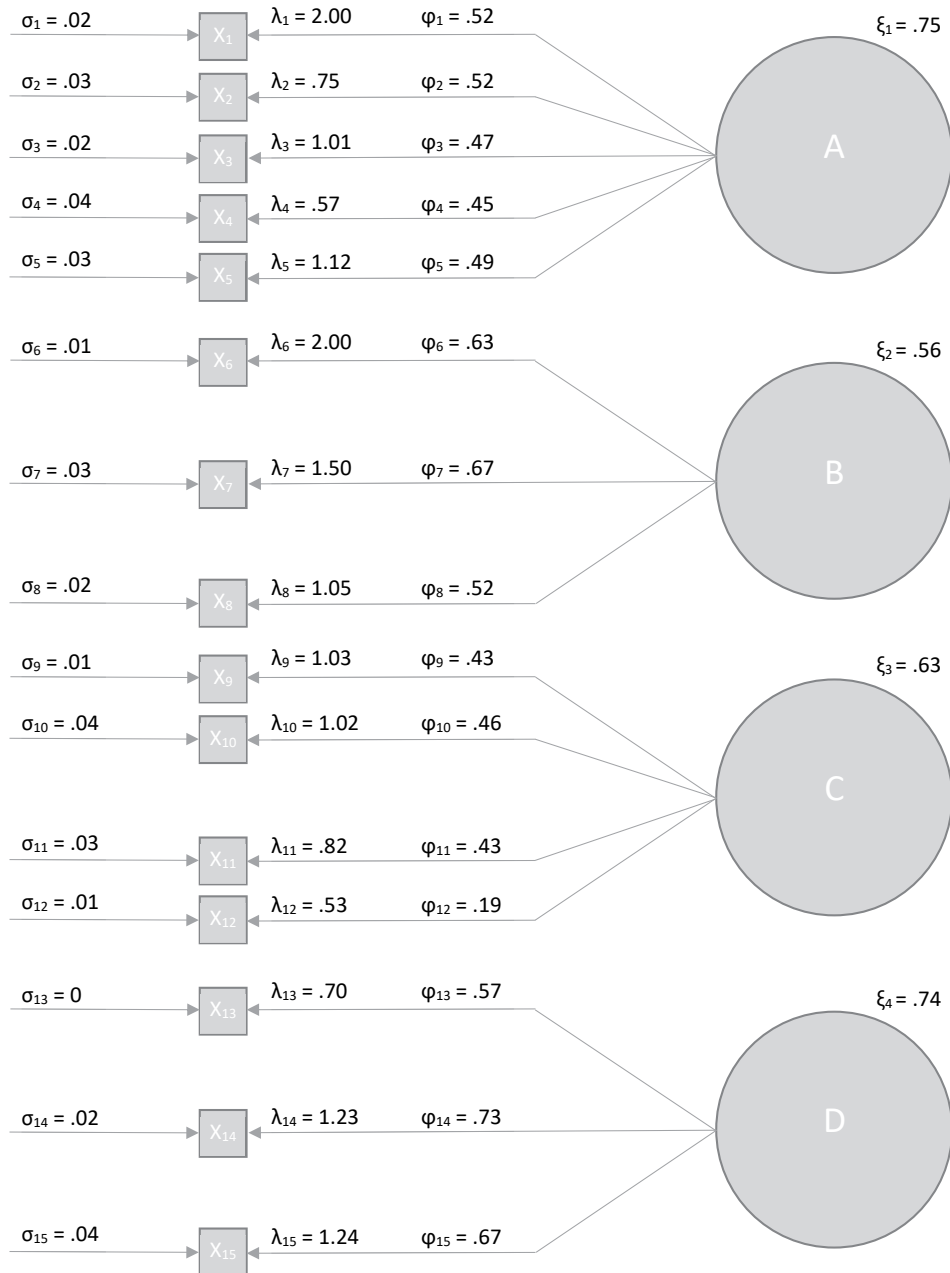 σ₁ = .02 X₁ λ₁ = 2.00 φ₁ = .52 ξ₁ = .75
σ₂ = .03 X₂ λ₂ = .75 φ₂ = .52
σ₃ = .02 X₃ λ₃ = 1.01 φ₃ = .47 A
σ₄ = .04 X₄ λ₄ = .57 φ₄ = .45
σ₅ = .03 X₅ λ₅ = 1.12 φ₅ = .49
σ₆ = .01 X₆ λ₆ = 2.00 φ₆ = .63 ξ₂ = .56
σ₇ = .03 X₇ λ₇ = 1.50 φ₇ = .67 B
σ₈ = .02 X₈ λ₈ = 1.05 φ₈ = .52
σ₉ = .01 X₉ λ₉ = 1.03 φ₉ = .43 ξ₃ = .63
σ₁₀ = .04 X₁₀ λ₁₀ = 1.02 φ₁₀ = .46
C
σ₁₁ = .03 X₁₁ λ₁₁ = .82 φ₁₁ = .43
σ₁₂ = .01 X₁₂ λ₁₂ = .53 φ₁₂ = .19
σ₁₃ = 0 X₁₃ λ₁₃ = .70 φ₁₃ = .57 ξ₄ = .74
σ₁₄ = .02 X₁₄ λ₁₄ = 1.23 φ₁₄ = .73 D
σ₁₅ = .04 X₁₅ λ₁₅ = 1.24 φ₁₅ = .67